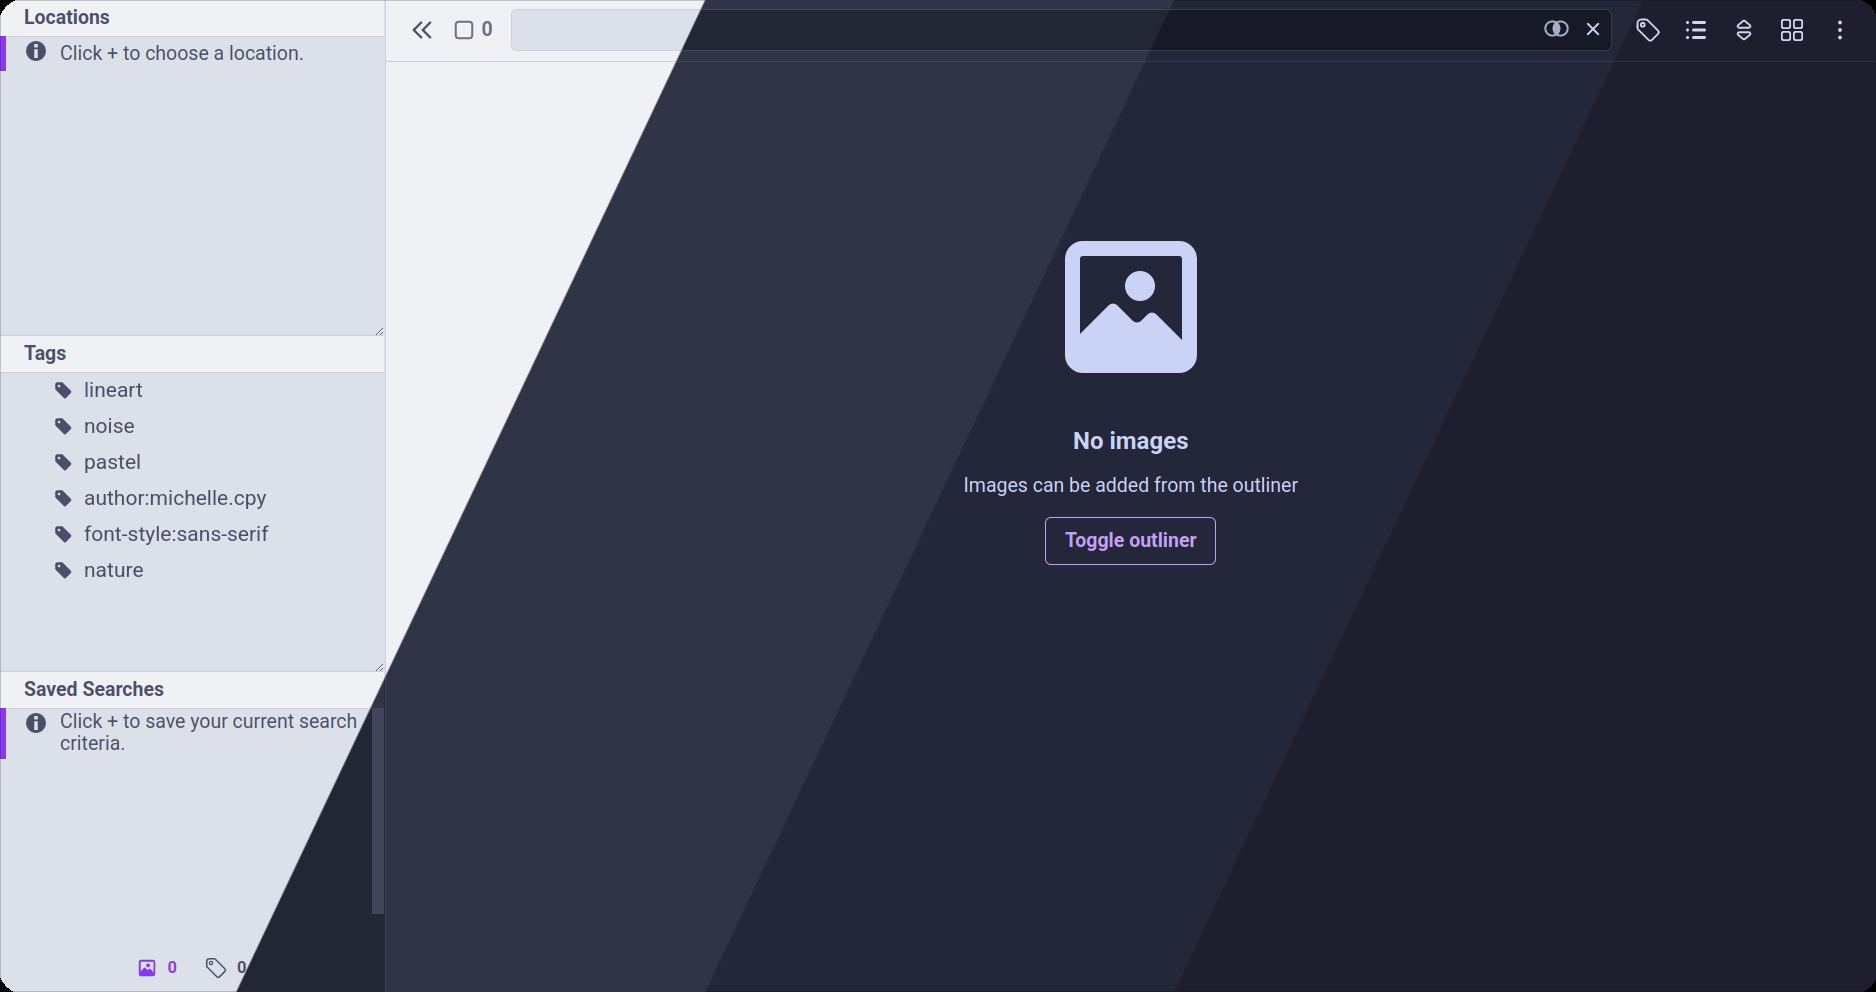 Locations
Click + to choose a location.
Tags
lineart
noise
pastel
author:michelle.cpy
font-style:sans-serif
nature
Saved Searches
Click + to save your current search
criteria.
0
0
0
No images
Images can be added from the outliner
Toggle outliner